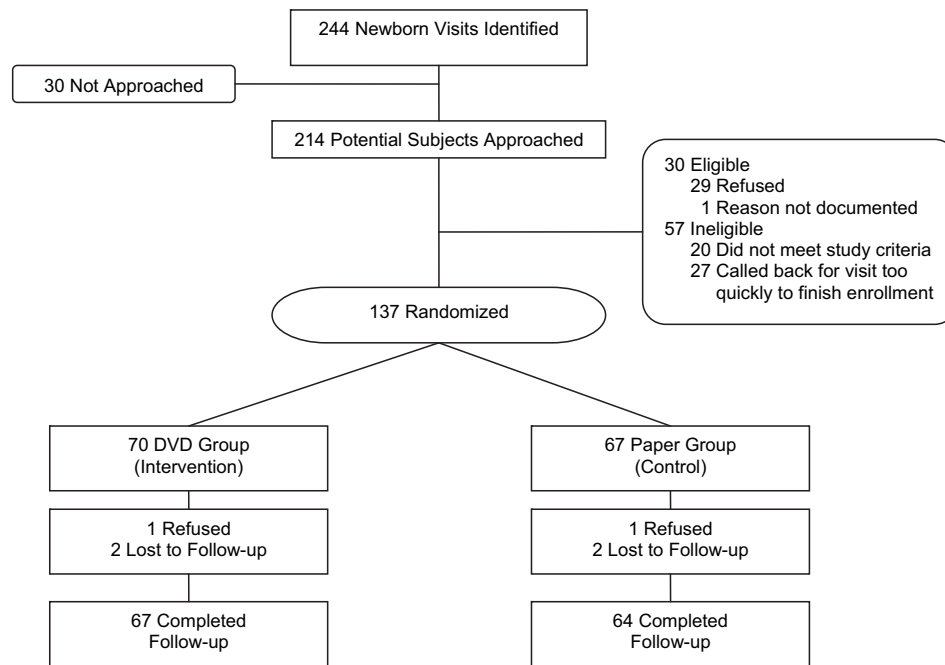 244 Newborn Visits Identified
30 Not Approached
214 Potential Subjects Approached
30 Eligible
29 Refused
1 Reason not documented
57 Ineligible
20 Did not meet study criteria
27 Called back for visit too
quickly to finish enrollment
137 Randomized
70 DVD Group
(Intervention)
67 Paper Group
(Control)
1 Refused
2 Lost to Follow-up
1 Refused
2 Lost to Follow-up
67 Completed
Follow-up
64 Completed
Follow-up